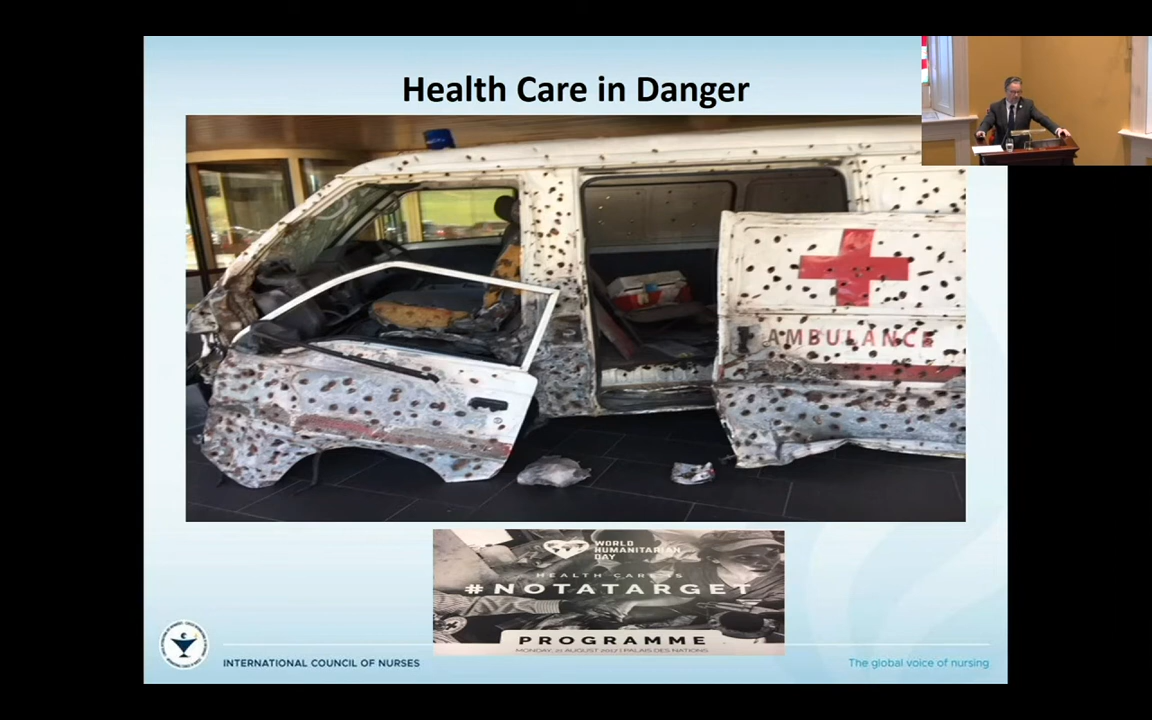 Health Care in Danger
AMBULANCE
WORLD
HUMANITARIAN
DAY
HEALTH CARE IS
#NOTATARGET
PROGRAMME
MONDAY, 21 AUGUST 2017 | PALAIS DES NATIONS
INTERNATIONAL COUNCIL OF NURSES
The global voice of nursing